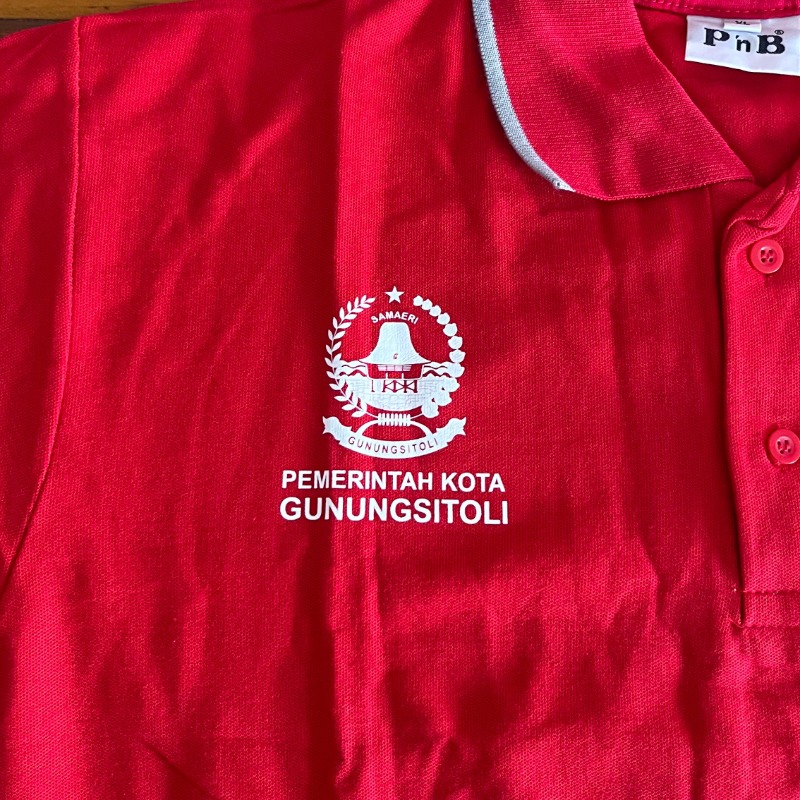 P'nB®
SAMAERI
GUNUNGSITOLI
PEMERINTAH KOTA
GUNUNGSITOLI